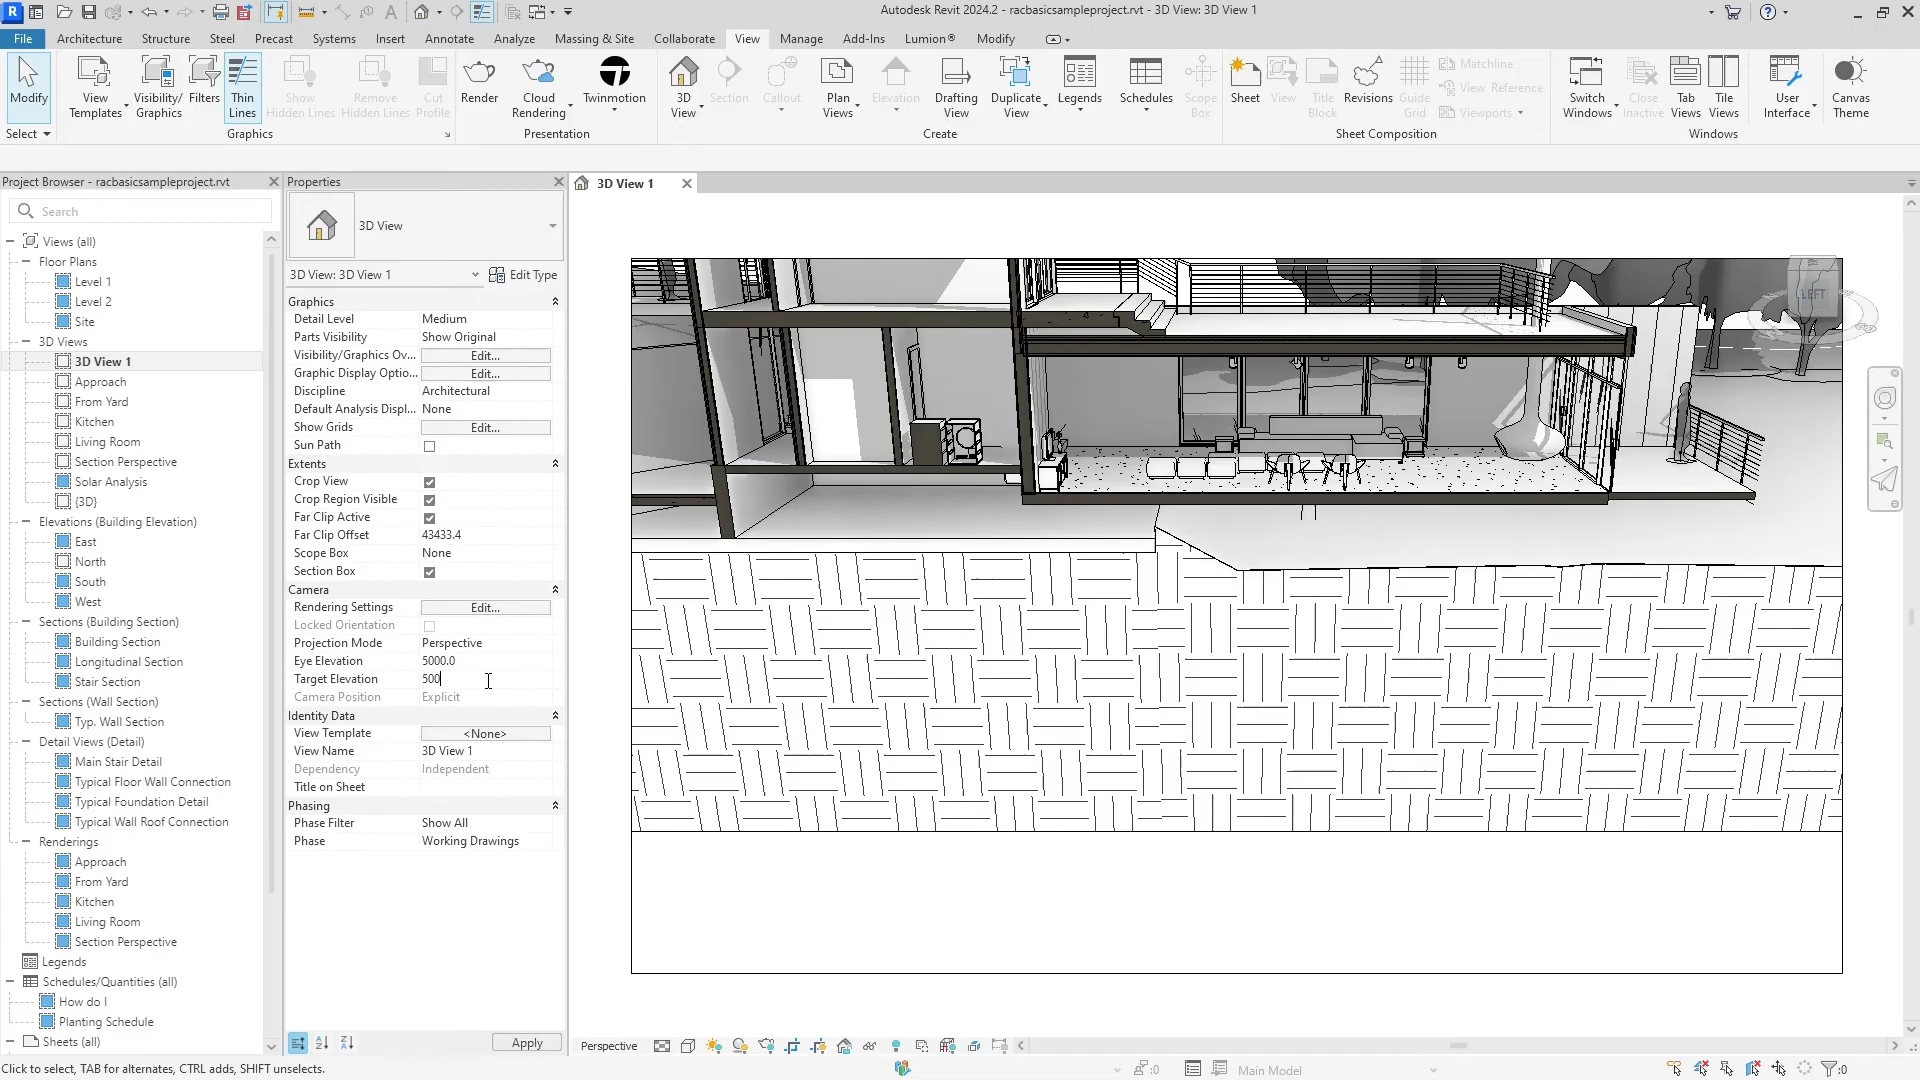 R
Autodesk Revit 2024.2 - racbasicsampleproject.rvt - 3D View: 3D View 1
File Architecture Structure Steel Precast Systems Insert Annotate Analyze Massing & Site Collaborate View Manage Add-Ins Lumion® Modify
Modify
View Templates
Visibility/ Graphics
Filters
Thin Lines
Show Hidden Lines
Remove Hidden Lines
Cut Profile
Render
Cloud Rendering
Twinmotion
3D View
Section
Callout
Plan Views
Elevation
Drafting View
Duplicate View
Legends
Schedules
Scope Box
Sheet
View
Title Block
Revisions
Guide Grid
Matchline
View Reference
Viewports
Switch Windows
Close Inactive
Tab Views
Tile Views
User Interface
Canvas Theme
Select Graphics Presentation Create Sheet Composition Windows
Project Browser - racbasicsampleproject.rvt
Search
Views (all)
Floor Plans
Level 1
Level 2
Site
3D Views
3D View 1
Approach
From Yard
Kitchen
Living Room
Section Perspective
Solar Analysis
{3D}
Elevations (Building Elevation)
East
North
South
West
Sections (Building Section)
Building Section
Longitudinal Section
Stair Section
Sections (Wall Section)
Typ. Wall Section
Detail Views (Detail)
Main Stair Detail
Typical Floor Wall Connection
Typical Foundation Detail
Typical Wall Roof Connection
Renderings
Approach
From Yard
Kitchen
Living Room
Section Perspective
Legends
Schedules/Quantities (all)
How do I
Planting Schedule
Sheets (all)
Properties
3D View
3D View: 3D View 1 Edit Type
Graphics
Detail Level Medium
Parts Visibility Show Original
Visibility/Graphics Ov... Edit...
Graphic Display Optio... Edit...
Discipline Architectural
Default Analysis Displ... None
Show Grids Edit...
Sun Path
Extents
Crop View
Crop Region Visible
Far Clip Active
Far Clip Offset 43433.4
Scope Box None
Section Box
Camera
Rendering Settings Edit...
Locked Orientation
Projection Mode Perspective
Eye Elevation 5000.0
Target Elevation 500
Camera Position Explicit
Identity Data
View Template <None>
View Name 3D View 1
Dependency Independent
Title on Sheet
Phasing
Phase Filter Show All
Phase Working Drawings
Apply
3D View 1
LEFT
Perspective
Click to select, TAB for alternates, CTRL adds, SHIFT unselects.
:0
Main Model
:0